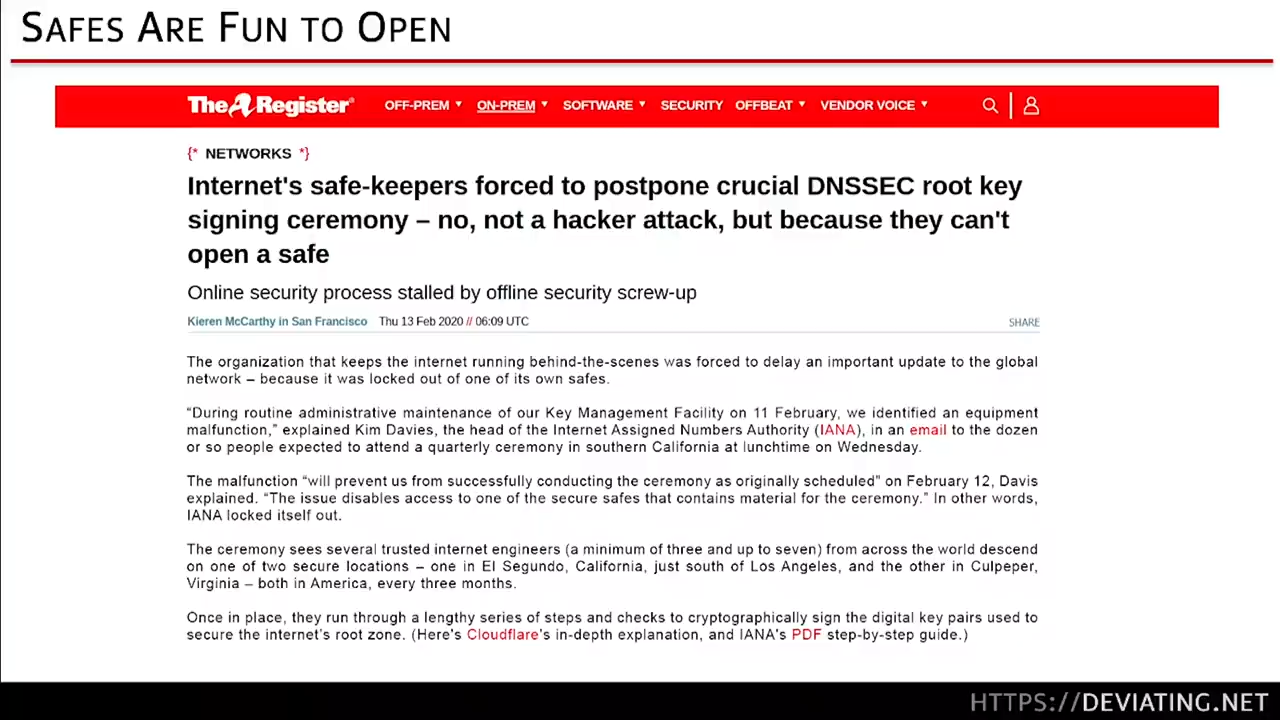 SAFES ARE FUN TO OPEN
The Register®
OFF-PREM ▼ ON-PREM ▼ SOFTWARE ▼ SECURITY OFFBEAT ▼ VENDOR VOICE ▼
{* NETWORKS *}
Internet's safe-keepers forced to postpone crucial DNSSEC root key
signing ceremony – no, not a hacker attack, but because they can't
open a safe
Online security process stalled by offline security screw-up
Kieren McCarthy in San Francisco Thu 13 Feb 2020 // 06:09 UTC
SHARE
The organization that keeps the internet running behind-the-scenes was forced to delay an important update to the global
network – because it was locked out of one of its own safes.
“During routine administrative maintenance of our Key Management Facility on 11 February, we identified an equipment
malfunction,” explained Kim Davies, the head of the Internet Assigned Numbers Authority (IANA), in an email to the dozen
or so people expected to attend a quarterly ceremony in southern California at lunchtime on Wednesday.
The malfunction “will prevent us from successfully conducting the ceremony as originally scheduled” on February 12, Davis
explained. “The issue disables access to one of the secure safes that contains material for the ceremony.” In other words,
IANA locked itself out.
The ceremony sees several trusted internet engineers (a minimum of three and up to seven) from across the world descend
on one of two secure locations – one in El Segundo, California, just south of Los Angeles, and the other in Culpeper,
Virginia – both in America, every three months.
Once in place, they run through a lengthy series of steps and checks to cryptographically sign the digital key pairs used to
secure the internet’s root zone. (Here’s Cloudflare’s in-depth explanation, and IANA’s PDF step-by-step guide.)
HTTPS://DEVIATING.NET